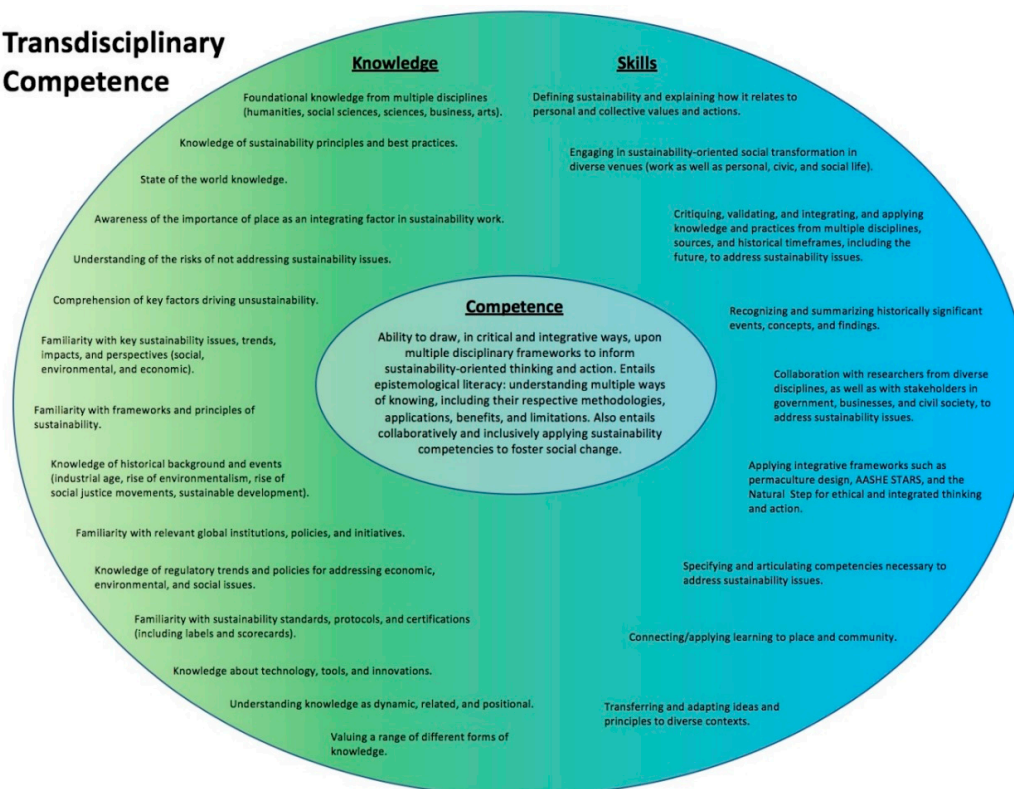 Transdisciplinary
Competence
Knowledge
Foundational knowledge from multiple disciplines
(humanities, social sciences, sciences, business, arts).
Knowledge of sustainability principles and best practices.
State of the world knowledge.
Awareness of the importance of place as an integrating factor in sustainability work.
Understanding of the risks of not addressing sustainability issues.
Comprehension of key factors driving unsustainability.
Familiarity with key sustainability issues, trends,
impacts, and perspectives (social,
environmental, and economic).
Familiarity with frameworks and principles of
sustainability.
Knowledge of historical background and events
(industrial age, rise of environmentalism, rise of
social justice movements, sustainable development).
Familiarity with relevant global institutions, policies, and initiatives.
Knowledge of regulatory trends and policies for addressing economic,
environmental, and social issues.
Familiarity with sustainability standards, protocols, and certifications
(including labels and scorecards).
Knowledge about technology, tools, and innovations.
Understanding knowledge as dynamic, related, and positional.
Valuing a range of different forms of
knowledge.
Competence
Ability to draw, in critical and integrative ways, upon
multiple disciplinary frameworks to inform
sustainability-oriented thinking and action. Entails
epistemological literacy: understanding multiple ways
of knowing, including their respective methodologies,
applications, benefits, and limitations. Also entails
collaboratively and inclusively applying sustainability
competencies to foster social change.
Skills
Defining sustainability and explaining how it relates to
personal and collective values and actions.
Engaging in sustainability-oriented social transformation in
diverse venues (work as well as personal, civic, and social life).
Critiquing, validating, and integrating, and applying
knowledge and practices from multiple disciplines,
sources, and historical timeframes, including the
future, to address sustainability issues.
Recognizing and summarizing historically significant
events, concepts, and findings.
Collaboration with researchers from diverse
disciplines, as well as with stakeholders in
government, businesses, and civil society, to
address sustainability issues.
Applying integrative frameworks such as
permaculture design, AASHE STARS, and the
Natural Step for ethical and integrated thinking
and action.
Specifying and articulating competencies necessary to
address sustainability issues.
Connecting/applying learning to place and community.
Transferring and adapting ideas and
principles to diverse contexts.